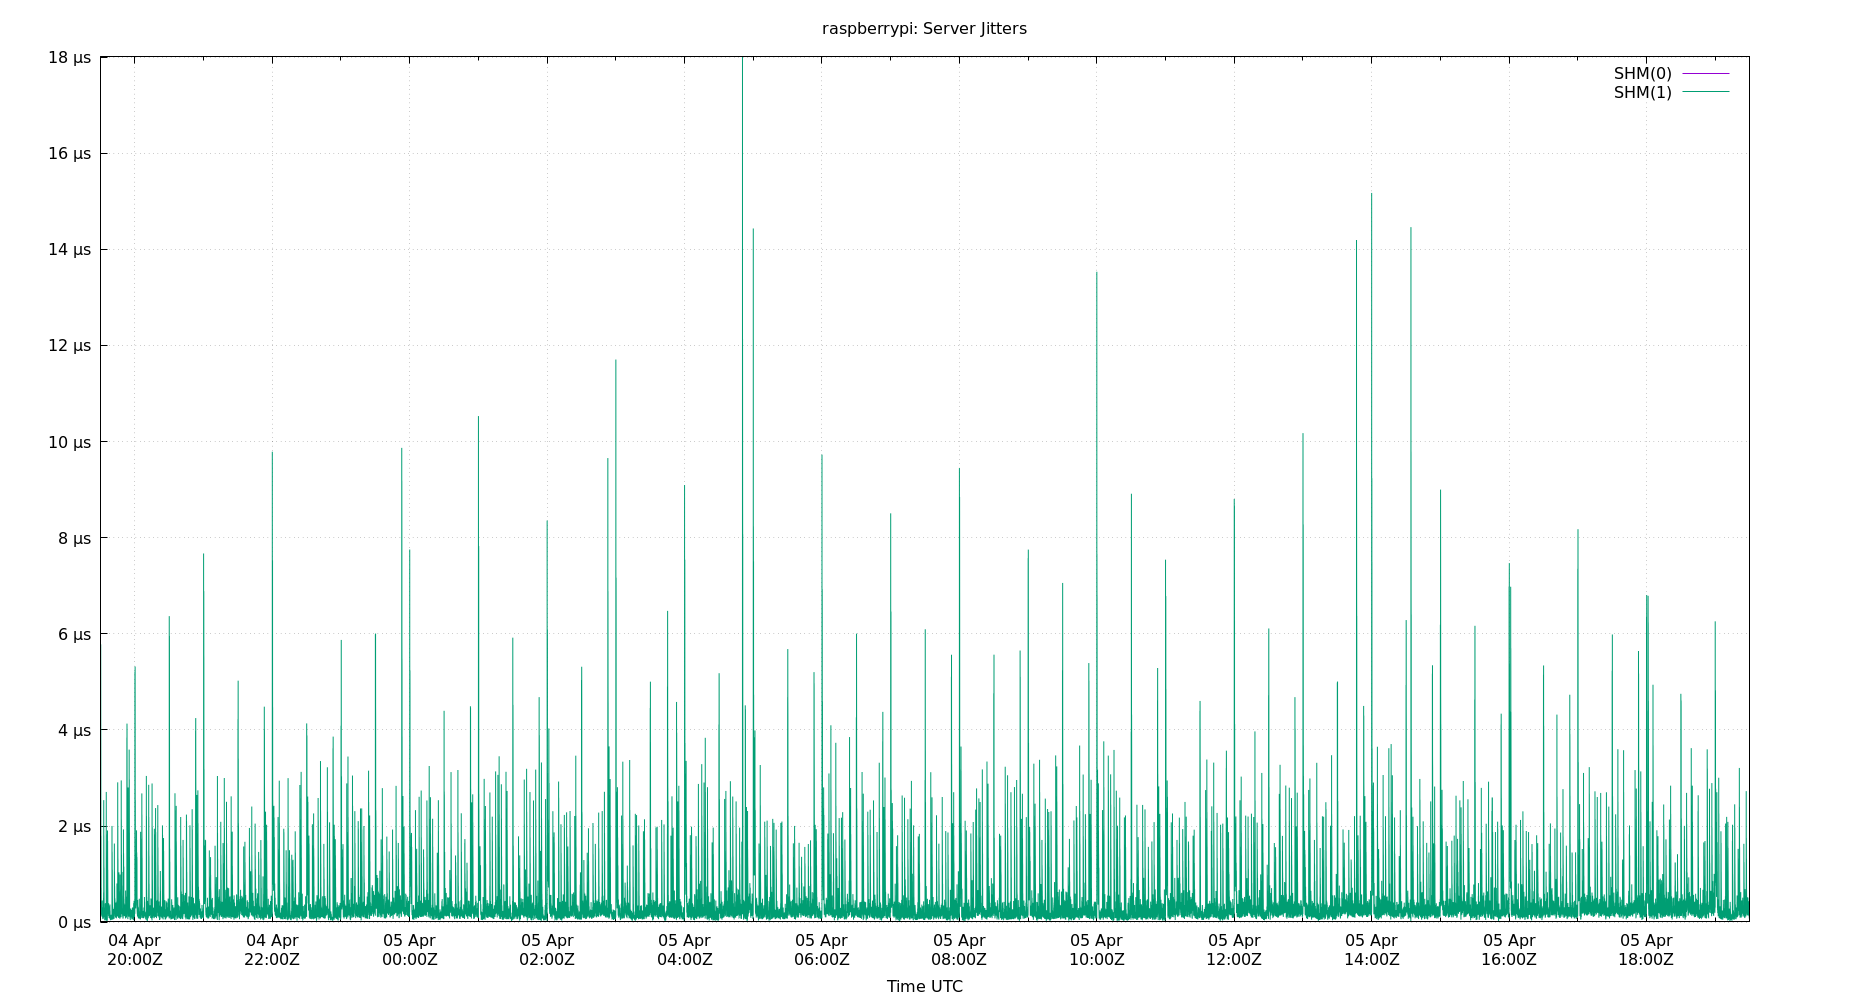 raspberrypi: Server Jitters
18 µs
16 µs
14 µs
12 µs
10 µs
8 µs
6 µs
4 µs
2 µs
0 µs
SHM(0)
SHM(1)
04 Apr 04 Apr 05 Apr 05 Apr 05 Apr 05 Apr 05 Apr 05 Apr 05 Apr 05 Apr 05 Apr 05 Apr
20:00Z 22:00Z 00:00Z 02:00Z 04:00Z 06:00Z 08:00Z 10:00Z 12:00Z 14:00Z 16:00Z 18:00Z
Time UTC